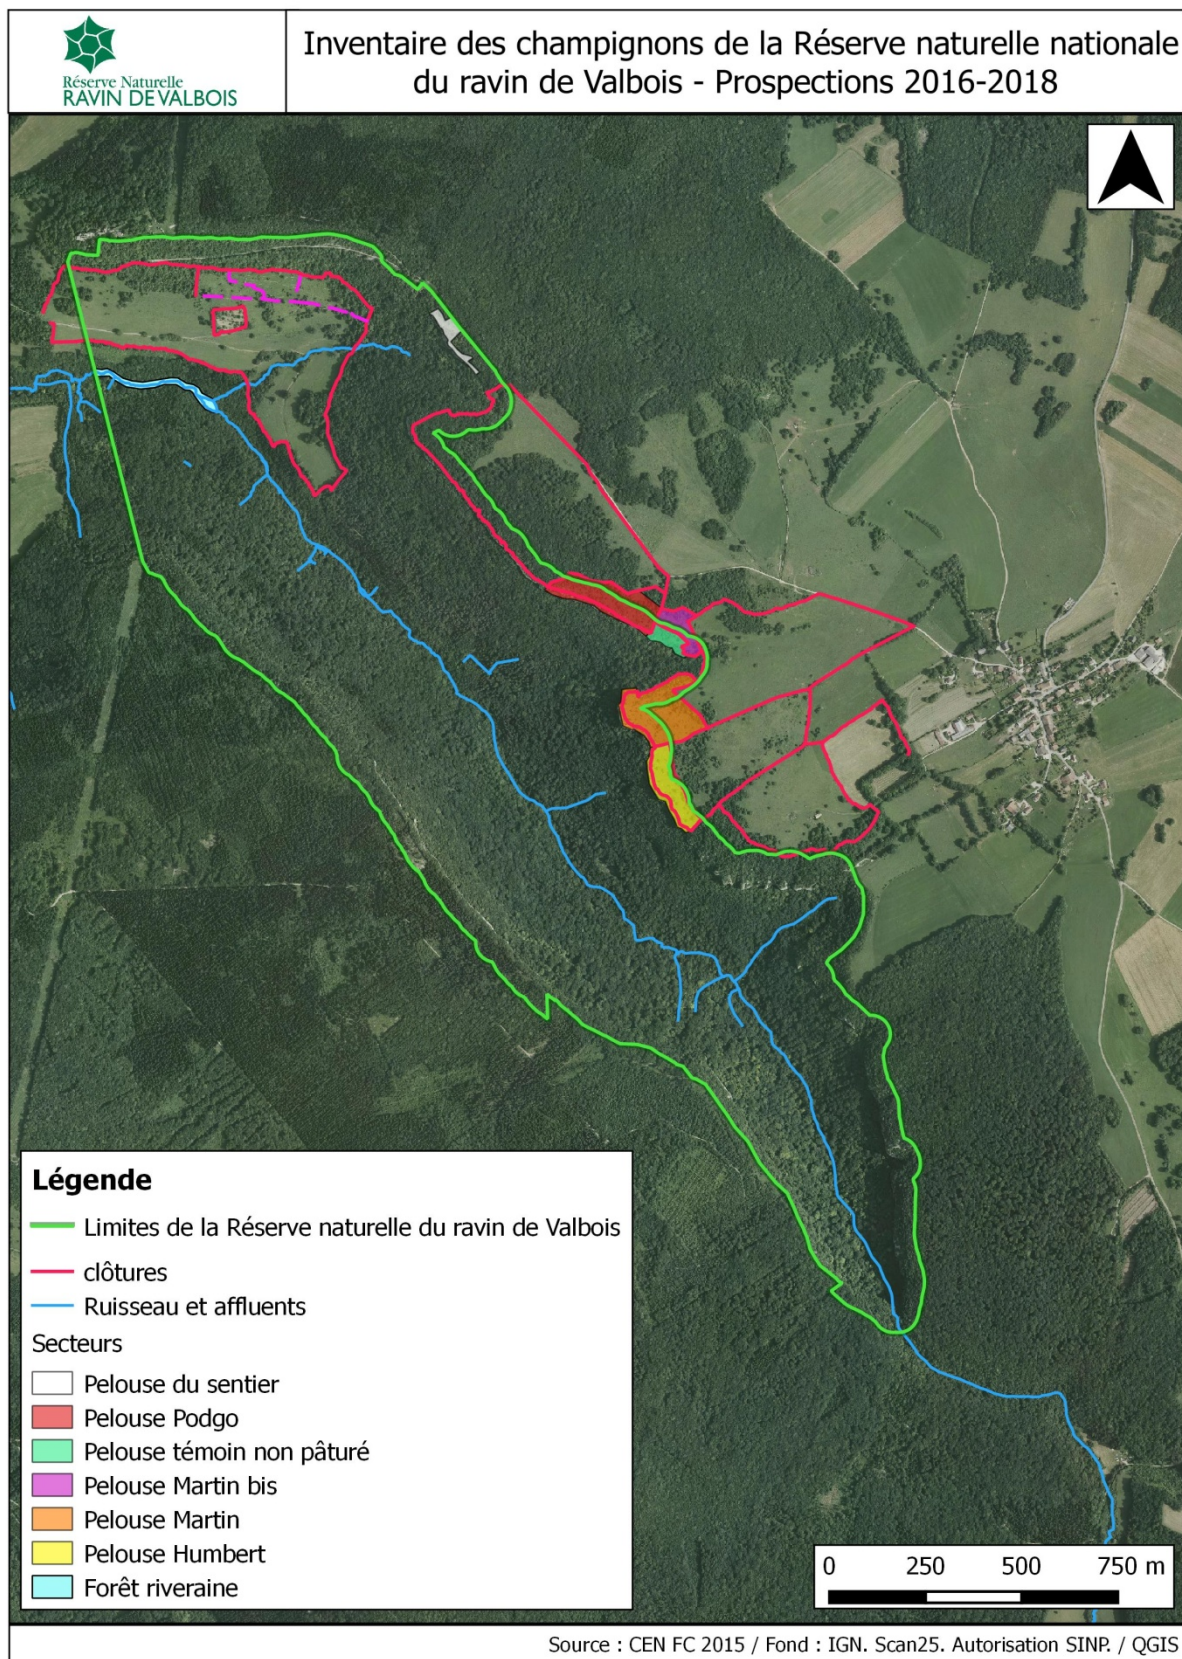 Réserve Naturelle
RAVIN DE VALBOIS
Inventaire des champignons de la Réserve naturelle nationale
du ravin de Valbois - Prospections 2016-2018
Légende
Limites de la Réserve naturelle du ravin de Valbois
clôtures
Ruisseau et affluents
Secteurs
Pelouse du sentier
Pelouse Podgo
Pelouse témoin non pâturé
Pelouse Martin bis
Pelouse Martin
Pelouse Humbert
Forêt riveraine
0 250 500 750 m
Source : CEN FC 2015 / Fond : IGN. Scan25. Autorisation SINP. / QGIS